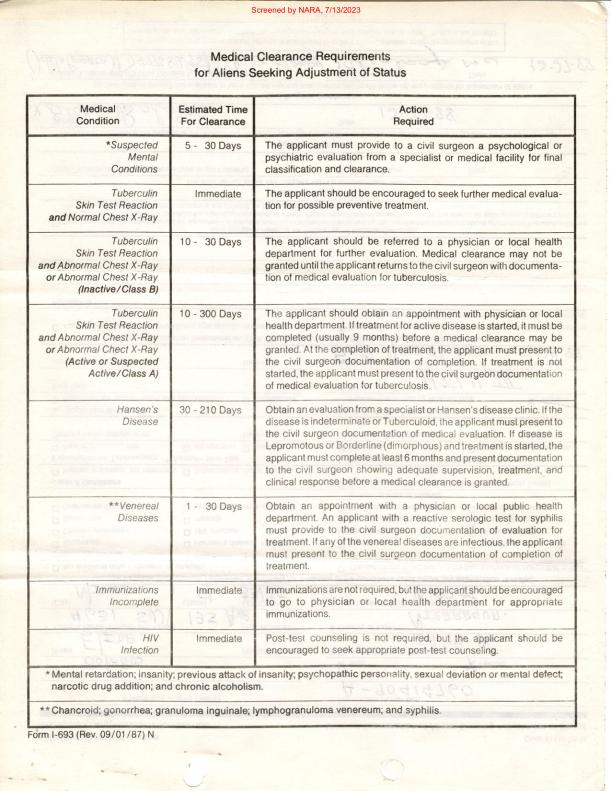 Screened by NARA, 7/13/2023
Medical Clearance Requirements
for Aliens Seeking Adjustment of Status
Medical
Condition
Estimated Time
For Clearance
Action
Required
*Suspected
Mental
Conditions
5 - 30 Days
The applicant must provide to a civil surgeon a psychological or
psychiatric evaluation from a specialist or medical facility for final
classification and clearance.
Tuberculin
Skin Test Reaction
and Normal Chest X-Ray
Immediate
The applicant should be encouraged to seek further medical evalua-
tion for possible preventive treatment.
Tuberculin
Skin Test Reaction
and Abnormal Chest X-Ray
or Abnormal Chest X-Ray
(Inactive/Class B)
10 - 30 Days
The applicant should be referred to a physician or local health
department for further evaluation. Medical clearance may not be
granted until the applicant returns to the civil surgeon with documenta-
tion of medical evaluation for tuberculosis.
Tuberculin
Skin Test Reaction
and Abnormal Chest X-Ray
or Abnormal Chect X-Ray
(Active or Suspected
Active/Class A)
10 - 300 Days
The applicant should obtain an appointment with physician or local
health department. If treatment for active disease is started, it must be
completed (usually 9 months) before a medical clearance may be
granted. At the completion of treatment, the applicant must present to
the civil surgeon documentation of completion. If treatment is not
started, the applicant must present to the civil surgeon documentation
of medical evaluation for tuberculosis.
Hansen's
Disease
30 - 210 Days
Obtain an evaluation from a specialist or Hansen's disease clinic. If the
disease is indeterminate or Tuberculoid, the applicant must present to
the civil surgeon documentation of medical evaluation. If disease is
Lepromotous or Borderline (dimorphous) and treatment is started, the
applicant must complete at least 6 months and present documentation
to the civil surgeon showing adequate supervision, treatment, and
clinical response before a medical clearance is granted.
**Venereal
Diseases
1 - 30 Days
Obtain an appointment with a physician or local public health
department. An applicant with a reactive serologic test for syphilis
must provide to the civil surgeon documentation of evaluation for
treatment. If any of the venereal diseases are infectious, the applicant
must present to the civil surgeon documentation of completion of
treatment.
Immunizations
Incomplete
Immediate
Immunizations are not required, but the applicant should be encouraged
to go to physician or local health department for appropriate
immunizations.
HIV
Infection
Immediate
Post-test counseling is not required, but the applicant should be
encouraged to seek appropriate post-test counseling.
* Mental retardation; insanity; previous attack of insanity; psychopathic personality, sexual deviation or mental defect;
narcotic drug addition; and chronic alcoholism.
** Chancroid; gonorrhea; granuloma inguinale; lymphogranuloma venereum; and syphilis.
Form I-693 (Rev. 09/01/87) N